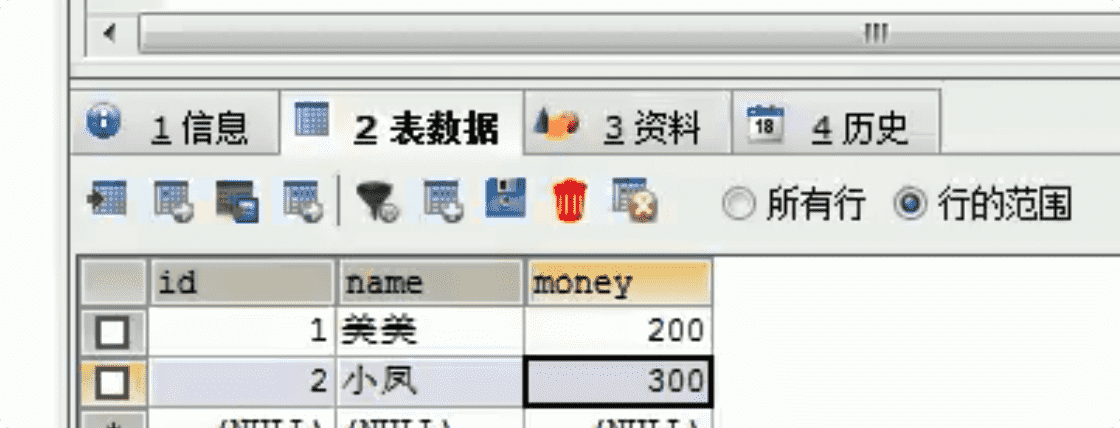 1 信息 2 表数据 3 资料 4 历史
18
所有行 行的范围
id name money
1 美美 200
2 小凤 300
* (NULL) (NULL) (NULL)